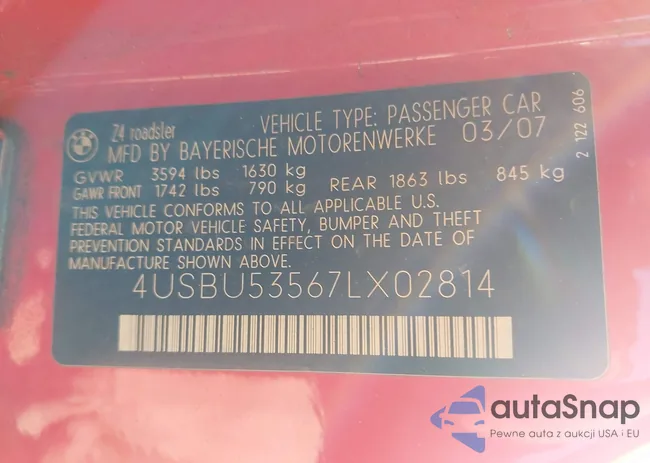 Z4 roadster
VEHICLE TYPE: PASSENGER CAR
MFD BY BAYERISCHE MOTORENWERKE 03/07
GVWR 3594 lbs 1630 kg
GAWR FRONT 1742 lbs 790 kg REAR 1863 lbs 845 kg
THIS VEHICLE CONFORMS TO ALL APPLICABLE U.S.
FEDERAL MOTOR VEHICLE SAFETY, BUMPER AND THEFT
PREVENTION STANDARDS IN EFFECT ON THE DATE OF
MANUFACTURE SHOWN ABOVE.
4USBU53567LX02814
2 122 606
autaSnap
Pewne auta z aukcji USA i EU